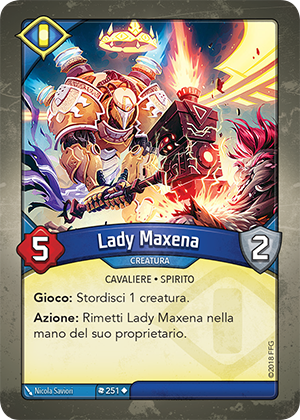 Lady Maxena
CREATURA
5
2
CAVALIERE • SPIRITO
Gioco: Stordisci 1 creatura.
Azione: Rimetti Lady Maxena nella
mano del suo proprietario.
©2018 FFG
Nicola Saviori
251